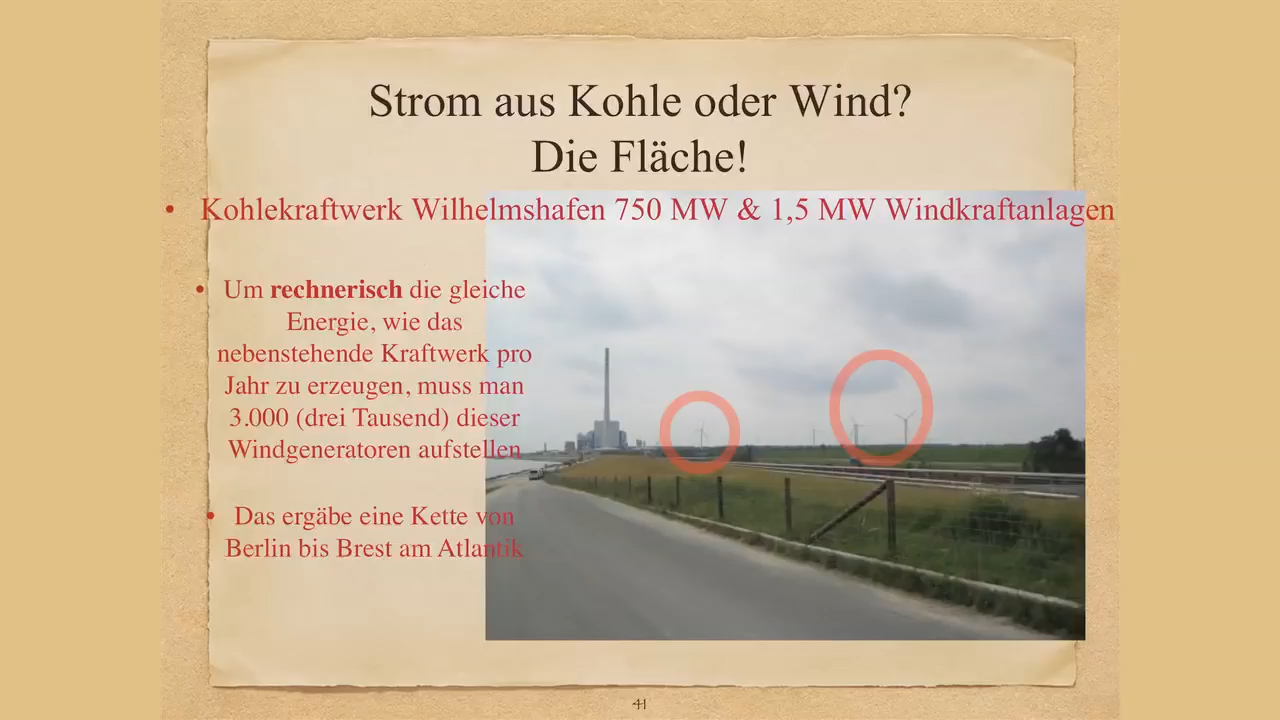 Strom aus Kohle oder Wind?
Die Fläche!
• Kohlekraftwerk Wilhelmshafen 750 MW & 1,5 MW Windkraftanlagen
• Um rechnerisch die gleiche
Energie, wie das
nebenstehende Kraftwerk pro
Jahr zu erzeugen, muss man
3.000 (drei Tausend) dieser
Windgeneratoren aufstellen
• Das ergäbe eine Kette von
Berlin bis Brest am Atlantik
41